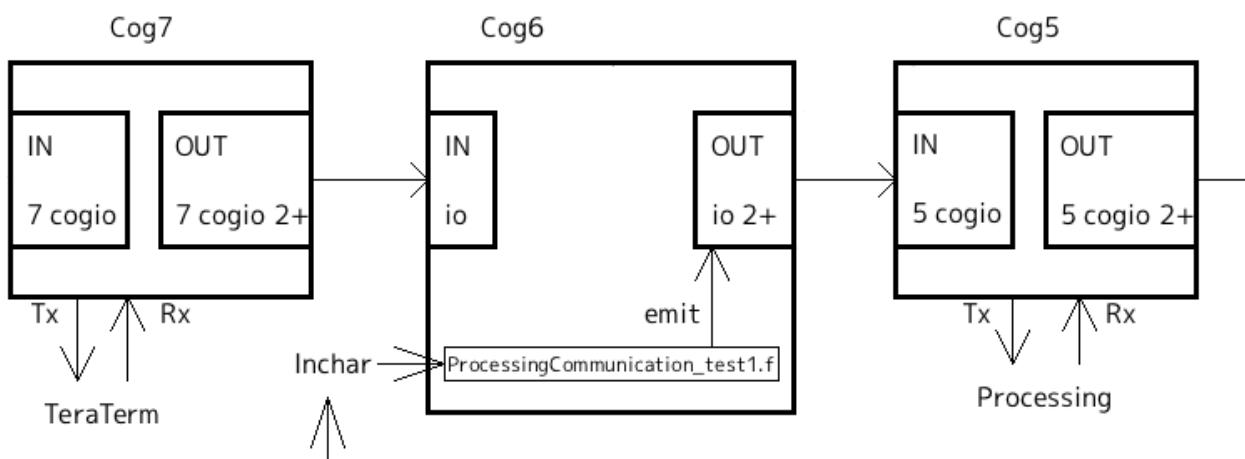 Cog7
Cog6
Cog5
IN
OUT
7 cogio
7 cogio 2+
IN
OUT
io
io 2+
IN
OUT
5 cogio
5 cogio 2+
Tx
Rx
emit
Tx
Rx
Inchar
ProcessingCommunication_test1.f
TeraTerm
Processing